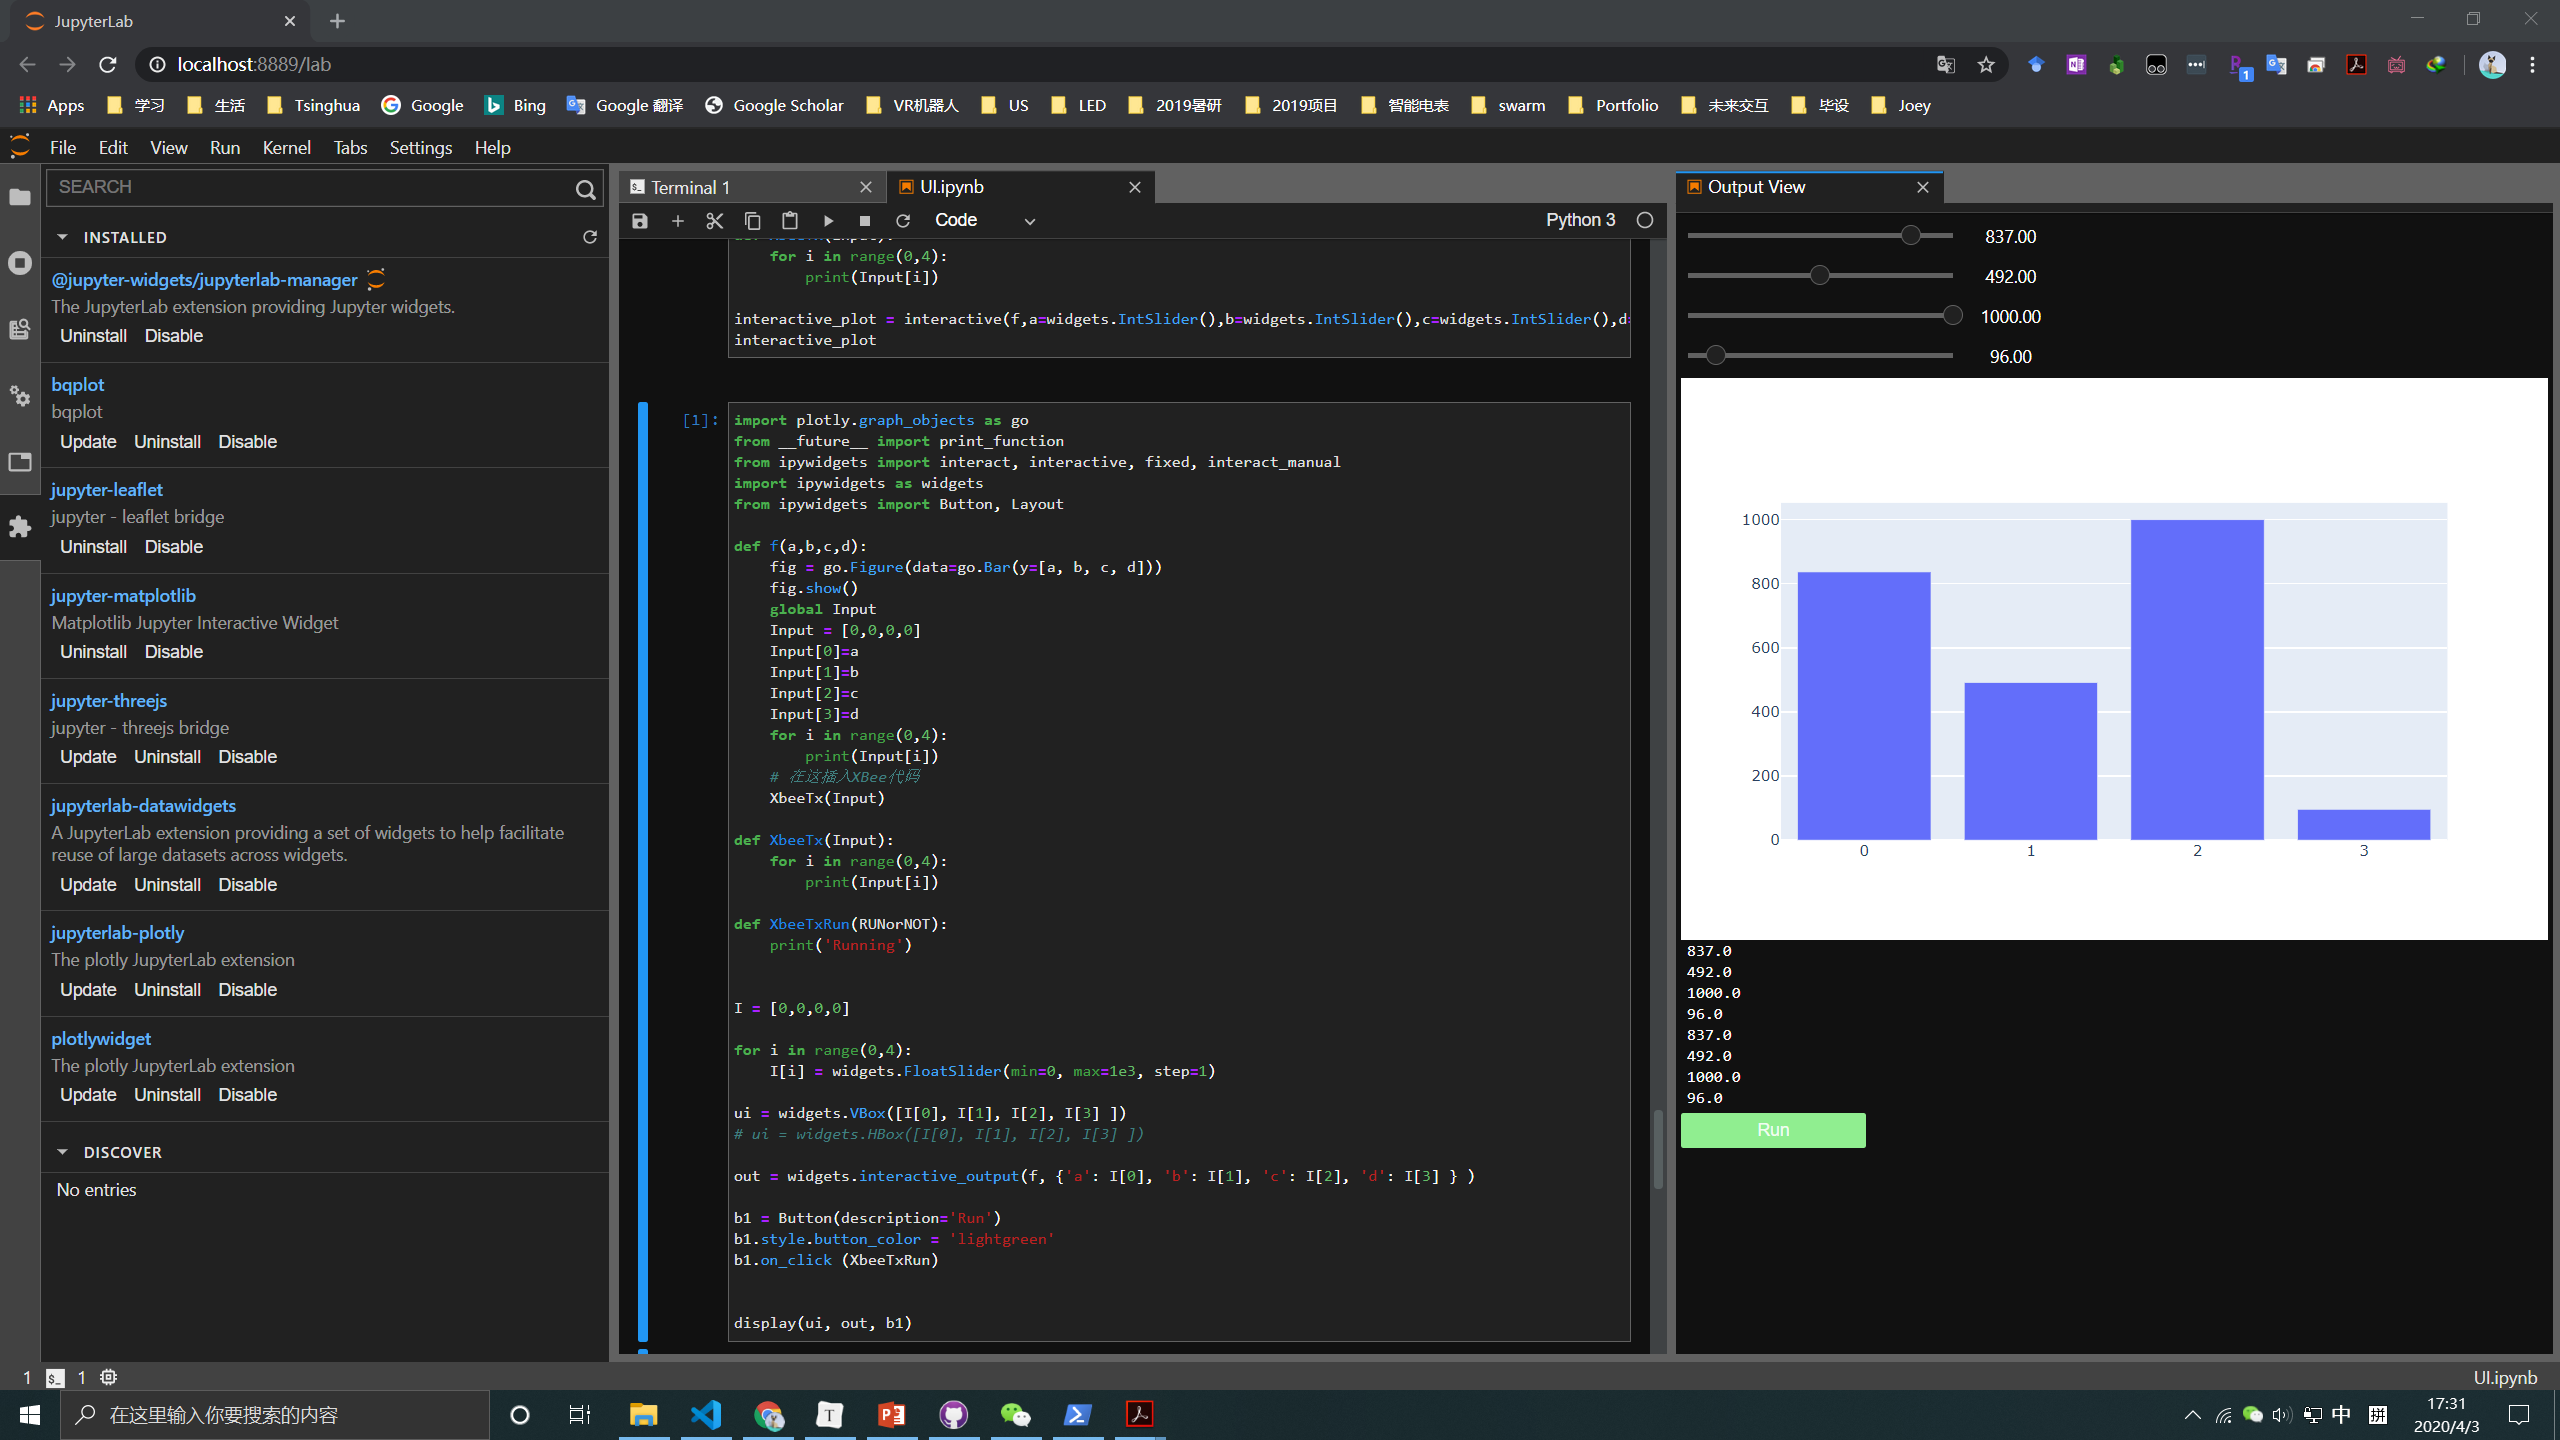 JupyterLab
localhost:8889/lab
Apps 学习 生活 Tsinghua Google Bing Google 翻译 Google Scholar VR机器人 US LED 2019暑研 2019项目 智能电表 swarm Portfolio 未来交互 毕设 Joey
File Edit View Run Kernel Tabs Settings Help
SEARCH
INSTALLED
@jupyter-widgets/jupyterlab-manager
The JupyterLab extension providing Jupyter widgets.
Uninstall Disable
bqplot
bqplot
Update Uninstall Disable
jupyter-leaflet
jupyter - leaflet bridge
Uninstall Disable
jupyter-matplotlib
Matplotlib Jupyter Interactive Widget
Uninstall Disable
jupyter-threejs
jupyter - threejs bridge
Update Uninstall Disable
jupyterlab-datawidgets
A JupyterLab extension providing a set of widgets to help facilitate
reuse of large datasets across widgets.
Update Uninstall Disable
jupyterlab-plotly
The plotly JupyterLab extension
Update Uninstall Disable
plotlywidget
The plotly JupyterLab extension
Update Uninstall Disable
DISCOVER
No entries
Terminal 1
UI.ipynb
Code
Python 3
    for i in range(0,4):
        print(Input[i])
interactive_plot = interactive(f,a=widgets.IntSlider(),b=widgets.IntSlider(),c=widgets.IntSlider(),d=
interactive_plot
[1]:
import plotly.graph_objects as go
from __future__ import print_function
from ipywidgets import interact, interactive, fixed, interact_manual
import ipywidgets as widgets
from ipywidgets import Button, Layout
def f(a,b,c,d):
    fig = go.Figure(data=go.Bar(y=[a, b, c, d]))
    fig.show()
    global Input
    Input = [0,0,0,0]
    Input[0]=a
    Input[1]=b
    Input[2]=c
    Input[3]=d
    for i in range(0,4):
        print(Input[i])
    # 在这插入XBee代码
    XbeeTx(Input)
def XbeeTx(Input):
    for i in range(0,4):
        print(Input[i])
def XbeeTxRun(RUNorNOT):
    print('Running')
I = [0,0,0,0]
for i in range(0,4):
    I[i] = widgets.FloatSlider(min=0, max=1e3, step=1)
ui = widgets.VBox([I[0], I[1], I[2], I[3] ])
# ui = widgets.HBox([I[0], I[1], I[2], I[3] ])
out = widgets.interactive_output(f, {'a': I[0], 'b': I[1], 'c': I[2], 'd': I[3] } )
b1 = Button(description='Run')
b1.style.button_color = 'lightgreen'
b1.on_click (XbeeTxRun)
display(ui, out, b1)
Output View
837.00
492.00
1000.00
96.00
1000
800
600
400
200
0
0 1 2 3
837.0
492.0
1000.0
96.0
837.0
492.0
1000.0
96.0
Run
1 1
UI.ipynb
在这里输入你要搜索的内容
中 拼
17:31
2020/4/3